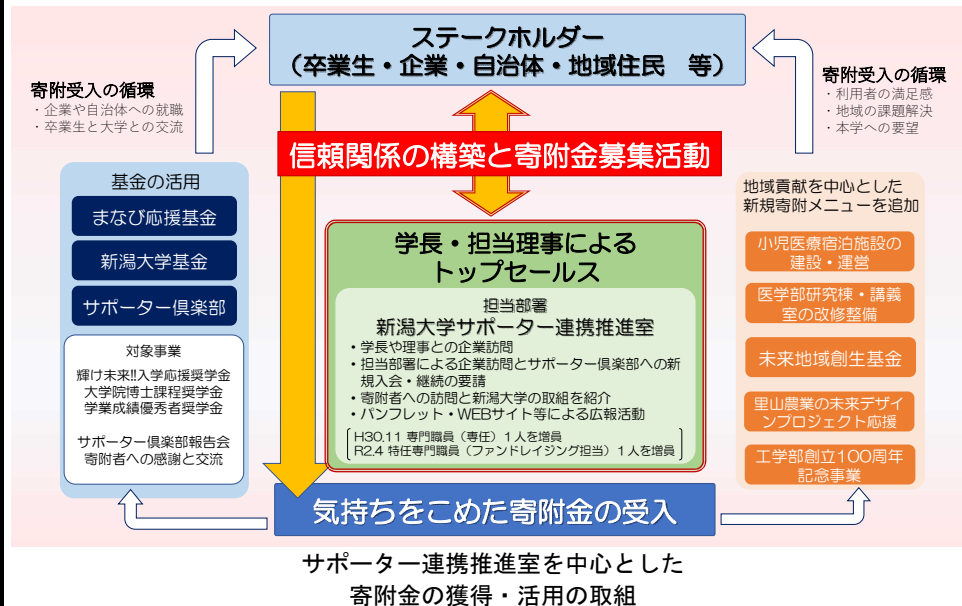 ステークホルダー
（卒業生・企業・自治体・地域住民　等）
寄附受入の循環
・企業や自治体への就職
・卒業生と大学との交流
寄附受入の循環
・利用者の満足感
・地域の課題解決
・本学への要望
信頼関係の構築と寄附金募集活動
基金の活用
まなび応援基金
新潟大学基金
サポーター倶楽部
対象事業
輝け未来!!入学応援奨学金
大学院博士課程奨学金
学業成績優秀者奨学金
サポーター倶楽部報告会
寄附者への感謝と交流
学長・担当理事による
トップセールス
担当部署
新潟大学サポーター連携推進室
・学長や理事との企業訪問
・担当部署による企業訪問とサポーター倶楽部への新
規入会・継続の要請
・寄附者への訪問と新潟大学の取組を紹介
・パンフレット・WEBサイト等による広報活動
H30.11 専門職員（専任）１人を増員
R2.4 特任専門職員（ファンドレイジング担当）１人を増員
地域貢献を中心とした
新規寄附メニューを追加
小児医療宿泊施設の
建設・運営
医学部研究棟・講義
室の改修整備
未来地域創生基金
里山農業の未来デザイ
ンプロジェクト応援
工学部創立100周年
記念事業
気持ちをこめた寄附金の受入
サポーター連携推進室を中心とした
寄附金の獲得・活用の取組